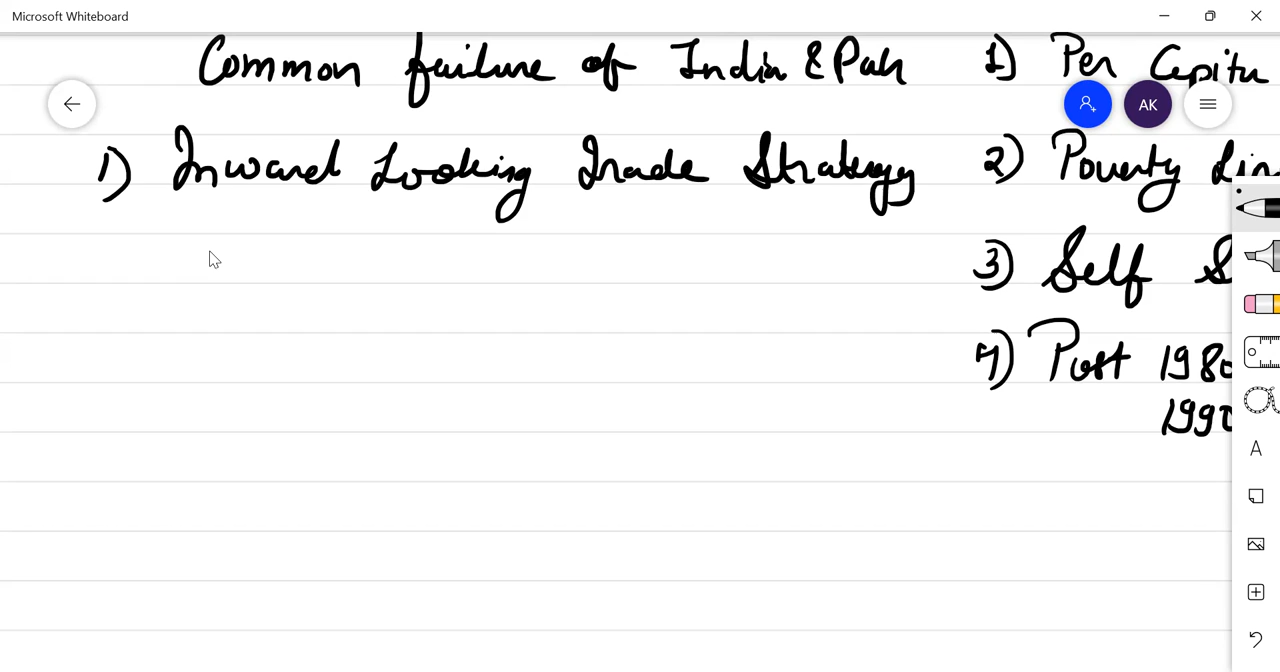 Microsoft Whiteboard
Common failure of India & Pak
1) Inward Looking Trade Strategy
1) Per Capita
2) Poverty Lin
3) Self S
4) Post 1980
1990
AK
A